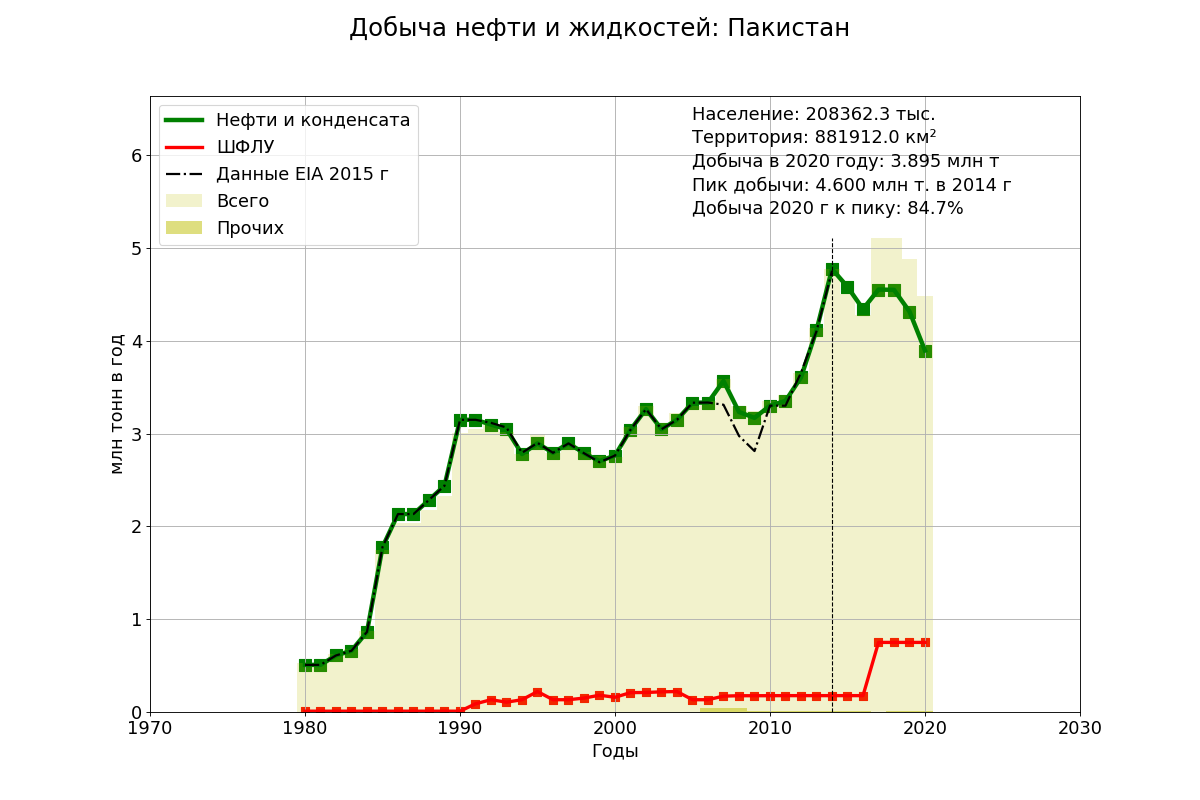 Добыча нефти и жидкостей: Пакистан
Нефти и конденсата
ШФЛУ
Данные EIA 2015 г
Всего
Прочих
Население: 208362.3 тыс.
Территория: 881912.0 км²
Добыча в 2020 году: 3.895 млн т
Пик добычи: 4.600 млн т. в 2014 г
Добыча 2020 г к пику: 84.7%
млн тонн в год
6
5
4
3
2
1
0
1970
1980
1990
2000
2010
2020
2030
Годы